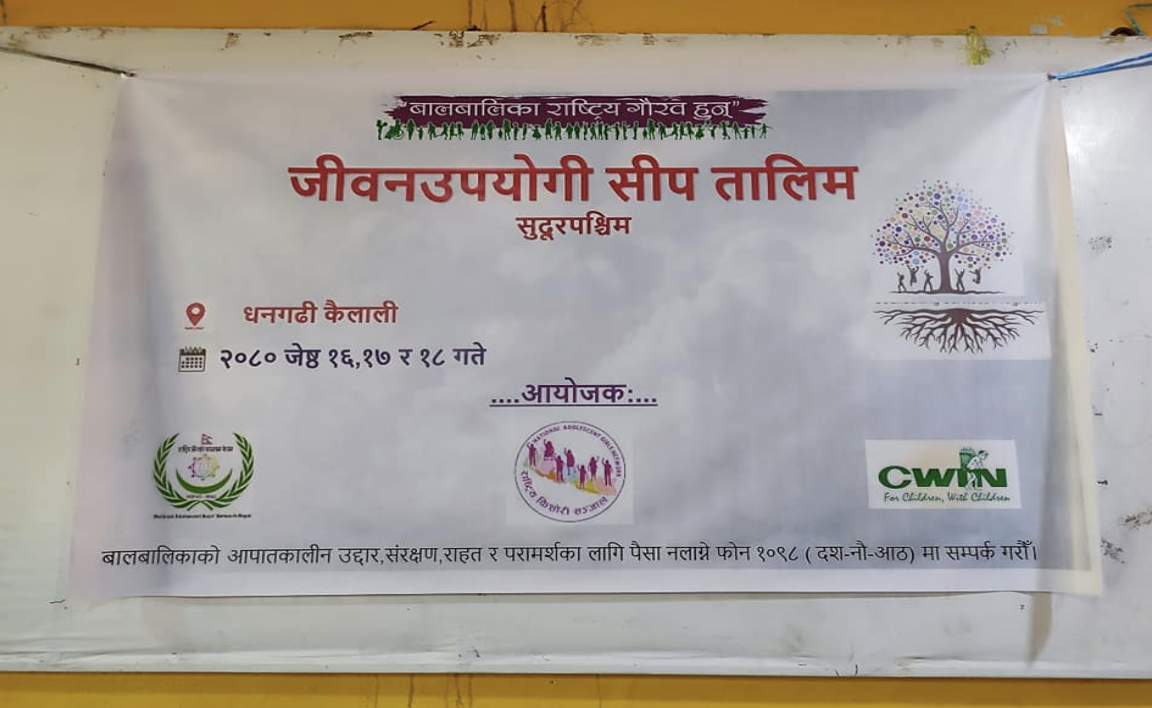 "बालबालिका राष्ट्रिय गौरव हुन्"
जीवनउपयोगी सीप तालिम
सुदूरपश्चिम
धनगढी कैलाली
२०८० जेष्ठ १६,१७ र १८ गते
....आयोजक:...
NATIONAL ADOLESCENT GIRLS NETWORK
राष्ट्रिय किशोरी सञ्जाल
CWIN
For Children, With Children
बालबालिकाको आपातकालीन उद्दार,संरक्षण,राहत र परामर्शका लागि पैसा नलाग्ने फोन १०९८ ( दश-नौ-आठ) मा सम्पर्क गरौँ।